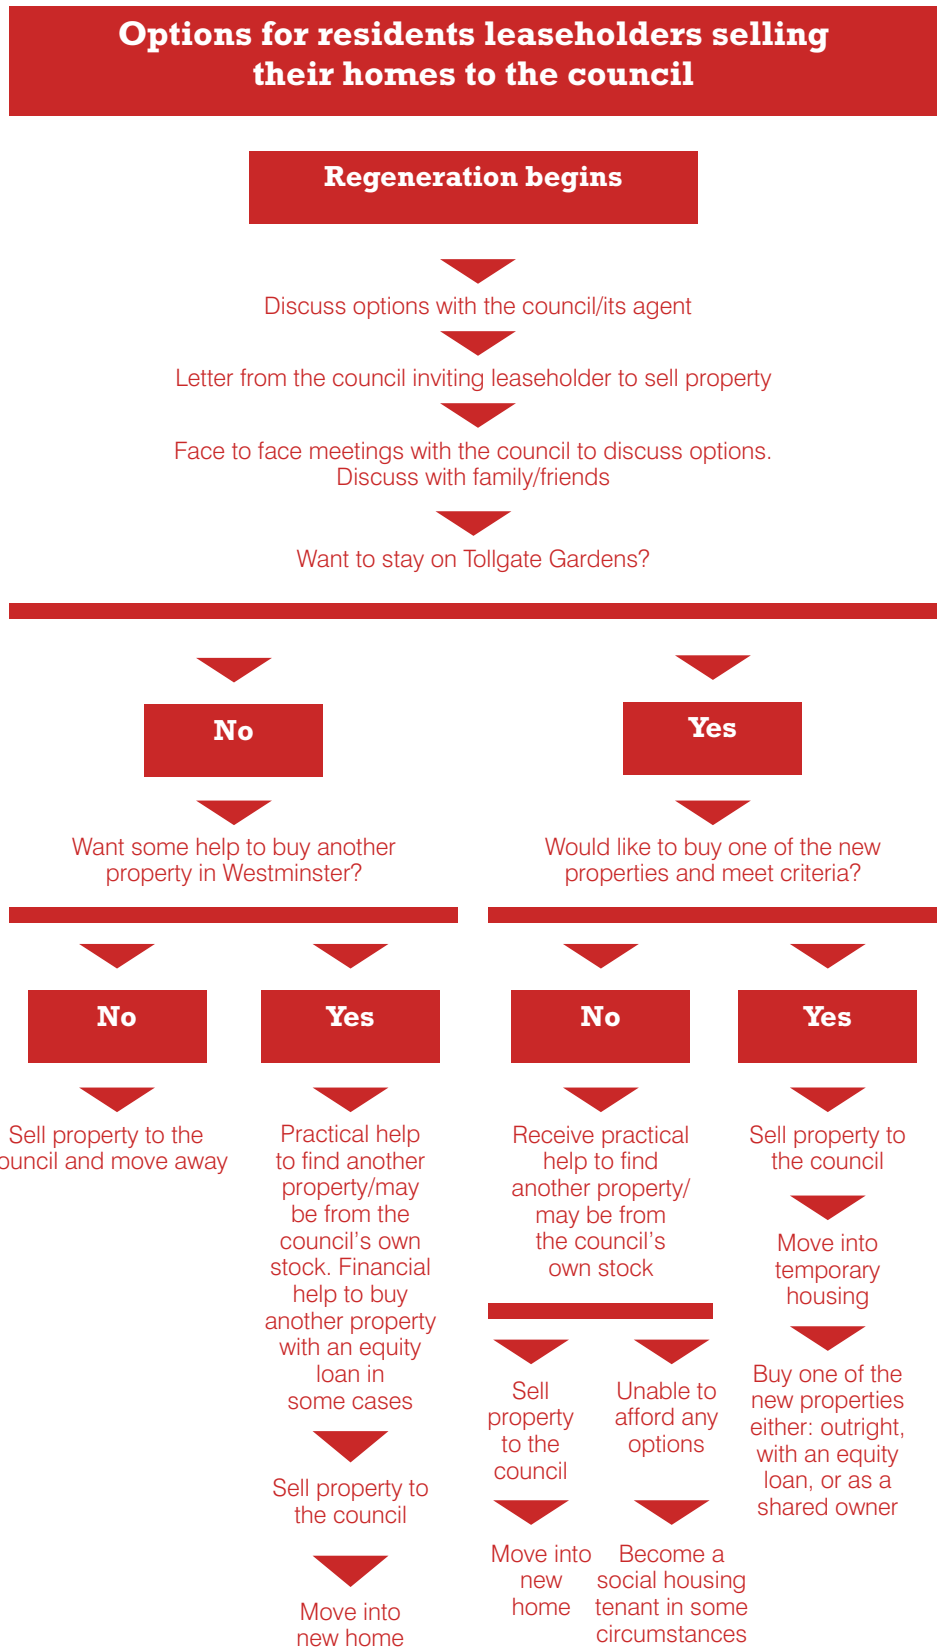 Options for residents leaseholders selling
their homes to the council
Regeneration begins
Discuss options with the council/its agent
Letter from the council inviting leaseholder to sell property
Face to face meetings with the council to discuss options.
Discuss with family/friends
Want to stay on Tollgate Gardens?
No
Want some help to buy another
property in Westminster?
No
Sell property to the
ouncil and move away
Yes
Practical help
to find another
property/may
be from the
council's own
stock. Financial
help to buy
another property
with an equity
loan in
some cases
Sell property to
the council
Move into
new home
Yes
Would like to buy one of the new
properties and meet criteria?
No
Receive practical
help to find
another property/
may be from
the council's
own stock
Sell
property
to the
council
Move into
new
home
Unable to
afford any
options
Become a
social housing
tenant in some
circumstances
Yes
Sell property to
the council
Move into
temporary
housing
Buy one of the
new properties
either: outright,
with an equity
loan, or as a
shared owner